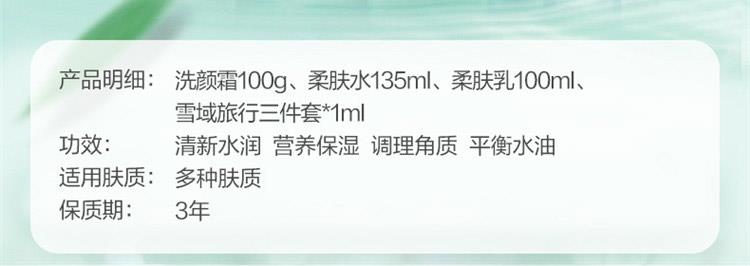 产品明细： 洗颜霜100g、柔肤水135ml、柔肤乳100ml、
雪域旅行三件套*1ml
功效： 清新水润 营养保湿 调理角质 平衡水油
适用肤质： 多种肤质
保质期： 3年